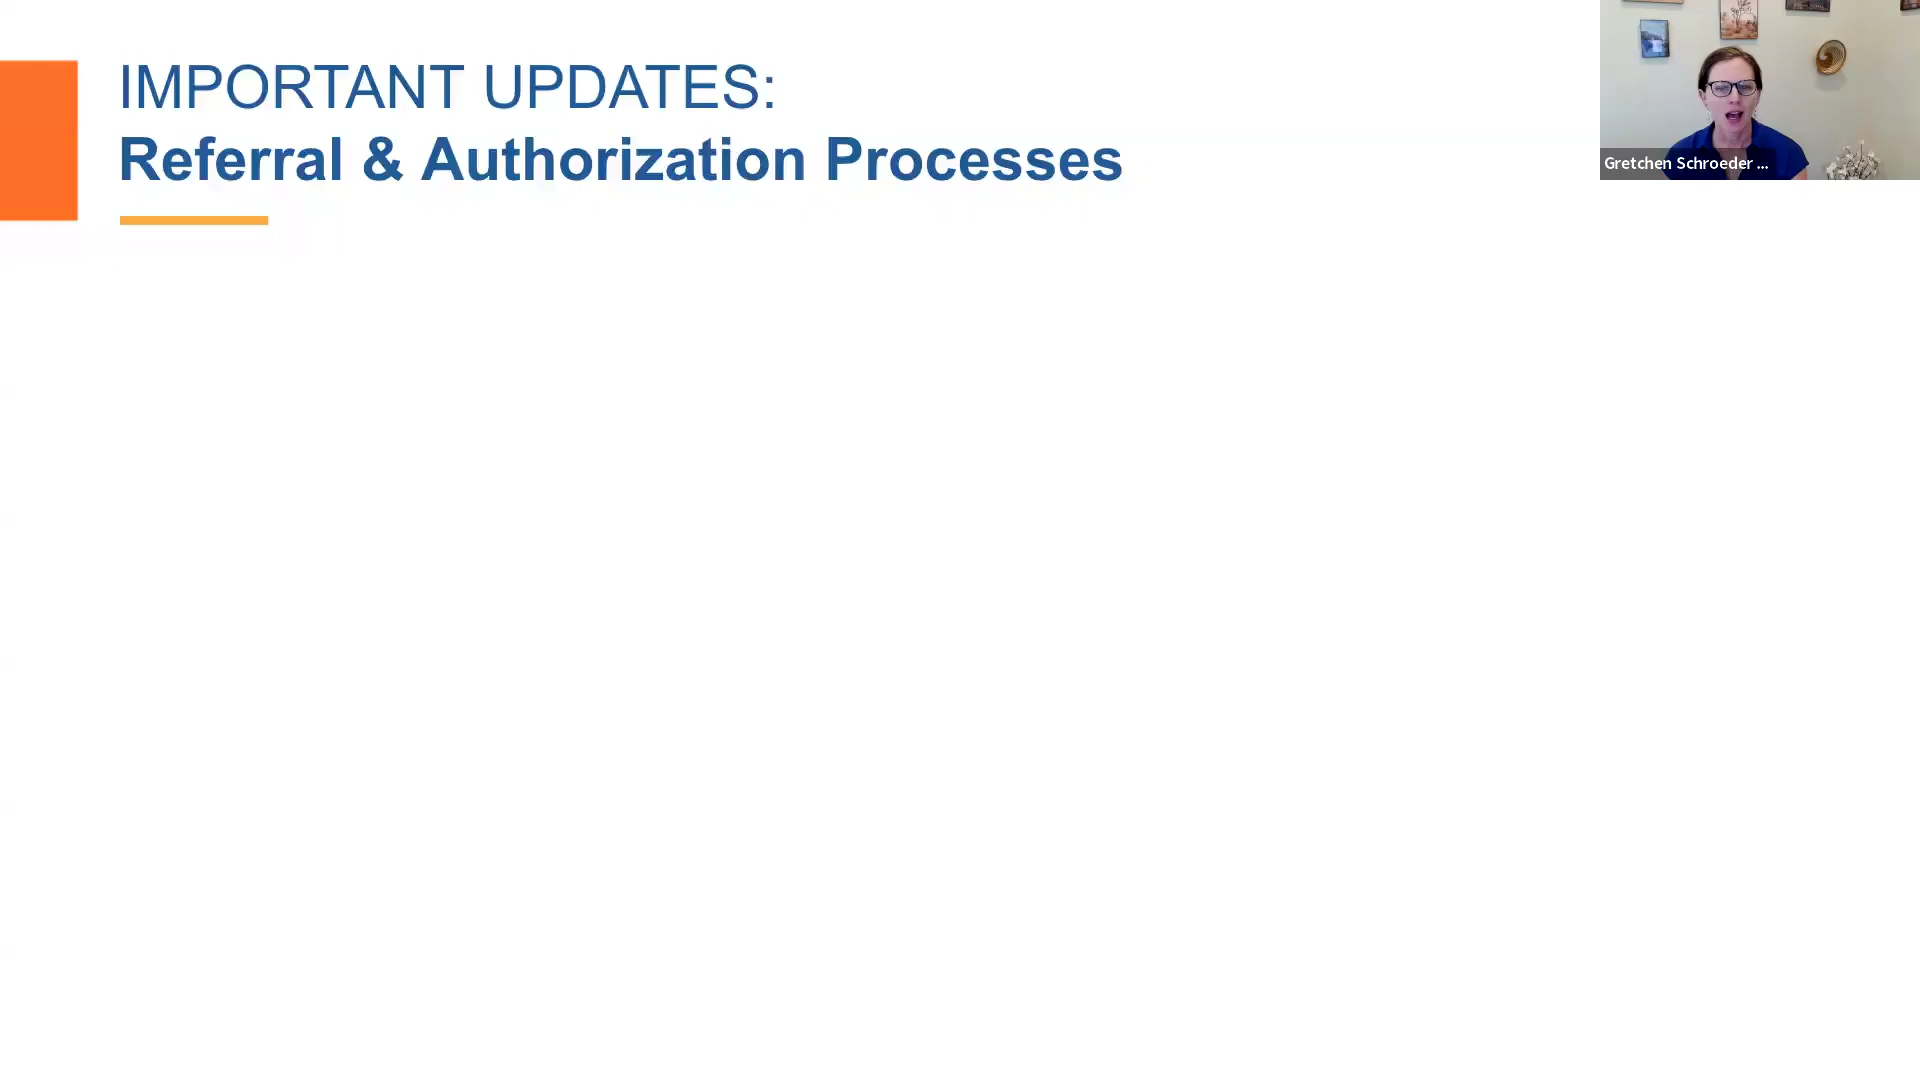 IMPORTANT UPDATES:
Referral & Authorization Processes
Gretchen Schroeder ...